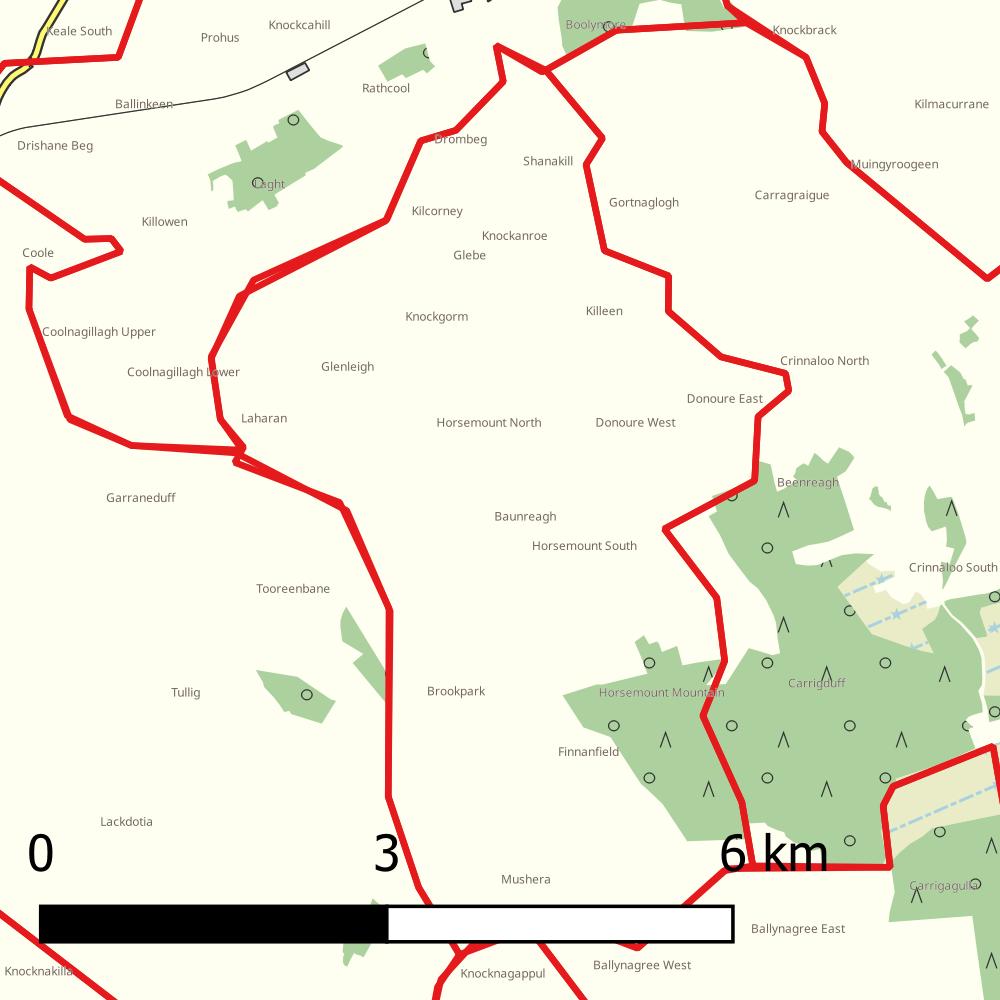 Keale South
Knockcahill
Boolymore
Prohus
Knockbrack
Rathcool
Ballinkeen
Kilmacurrane
Drombeg
Drishane Beg
Shanakill
Muingyroogeen
Laght
Carragraigue
Gortnaglogh
Kilcorney
Killowen
Knockanroe
Coole
Glebe
Killeen
Knockgorm
Coolnagillagh Upper
Crinnaloo North
Glenleigh
Coolnagillagh Lower
Donoure East
Laharan
Horsemount North
Donoure West
Beenreagh
Garraneduff
Baunreagh
Horsemount South
Crinnaloo South
Tooreenbane
Carrigduff
Tullig
Brookpark
Horsemount Mountain
Finnanfield
Lackdotia
0 3 6 km
Mushera
Carrigagulla
Ballynagree East
Ballynagree West
Knocknakilla
Knocknagappul